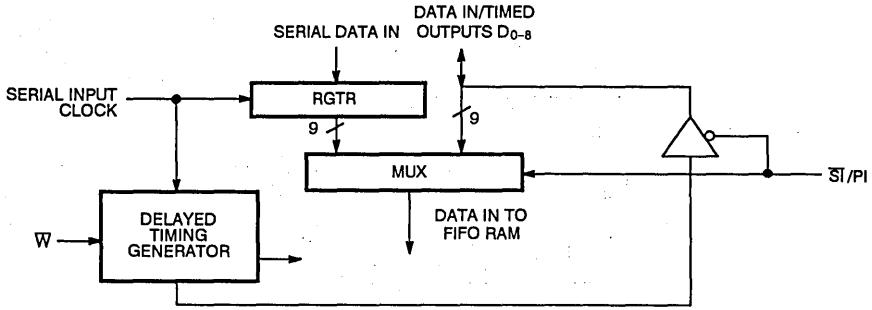 DATA IN/TIMED
OUTPUTS D0–8
SERIAL DATA IN
SERIAL INPUT
CLOCK
RGTR
9
9
MUX
S̅I̅/PI
DELAYED
TIMING
GENERATOR
W̅
DATA IN TO
FIFO RAM